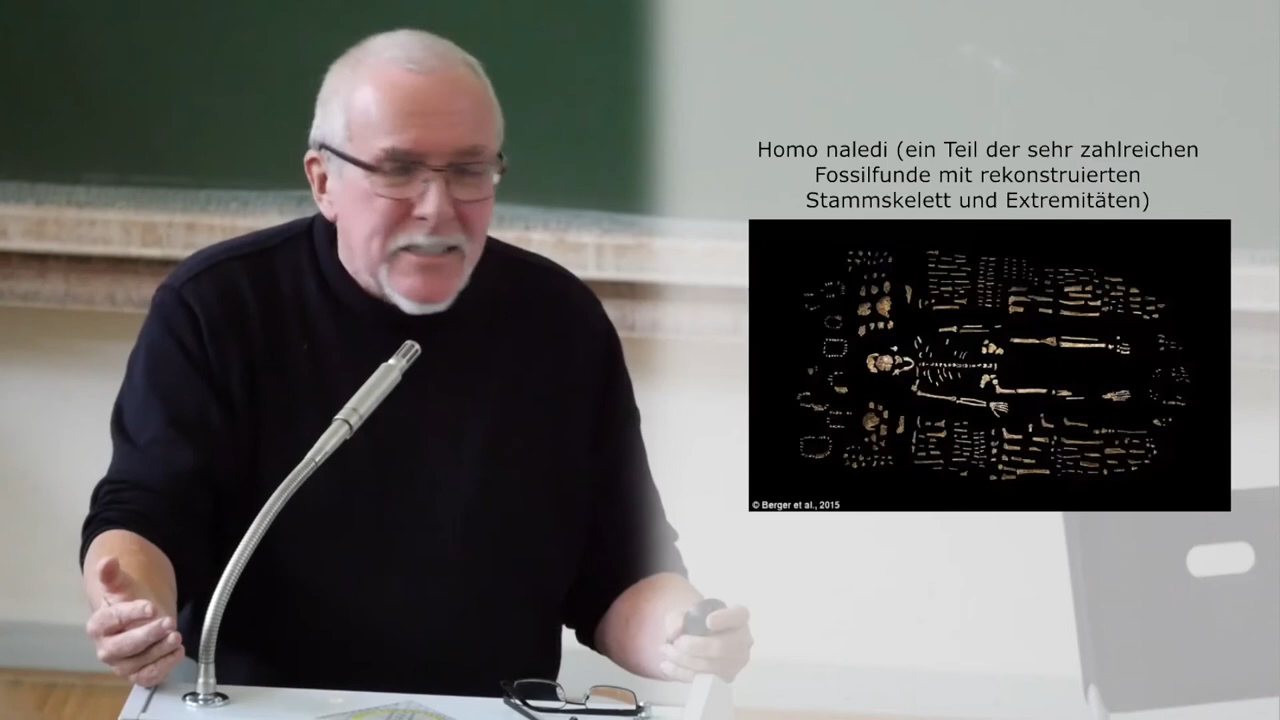 Homo naledi (ein Teil der sehr zahlreichen
Fossilfunde mit rekonstruierten
Stammskelett und Extremitäten)
© Berger et al., 2015